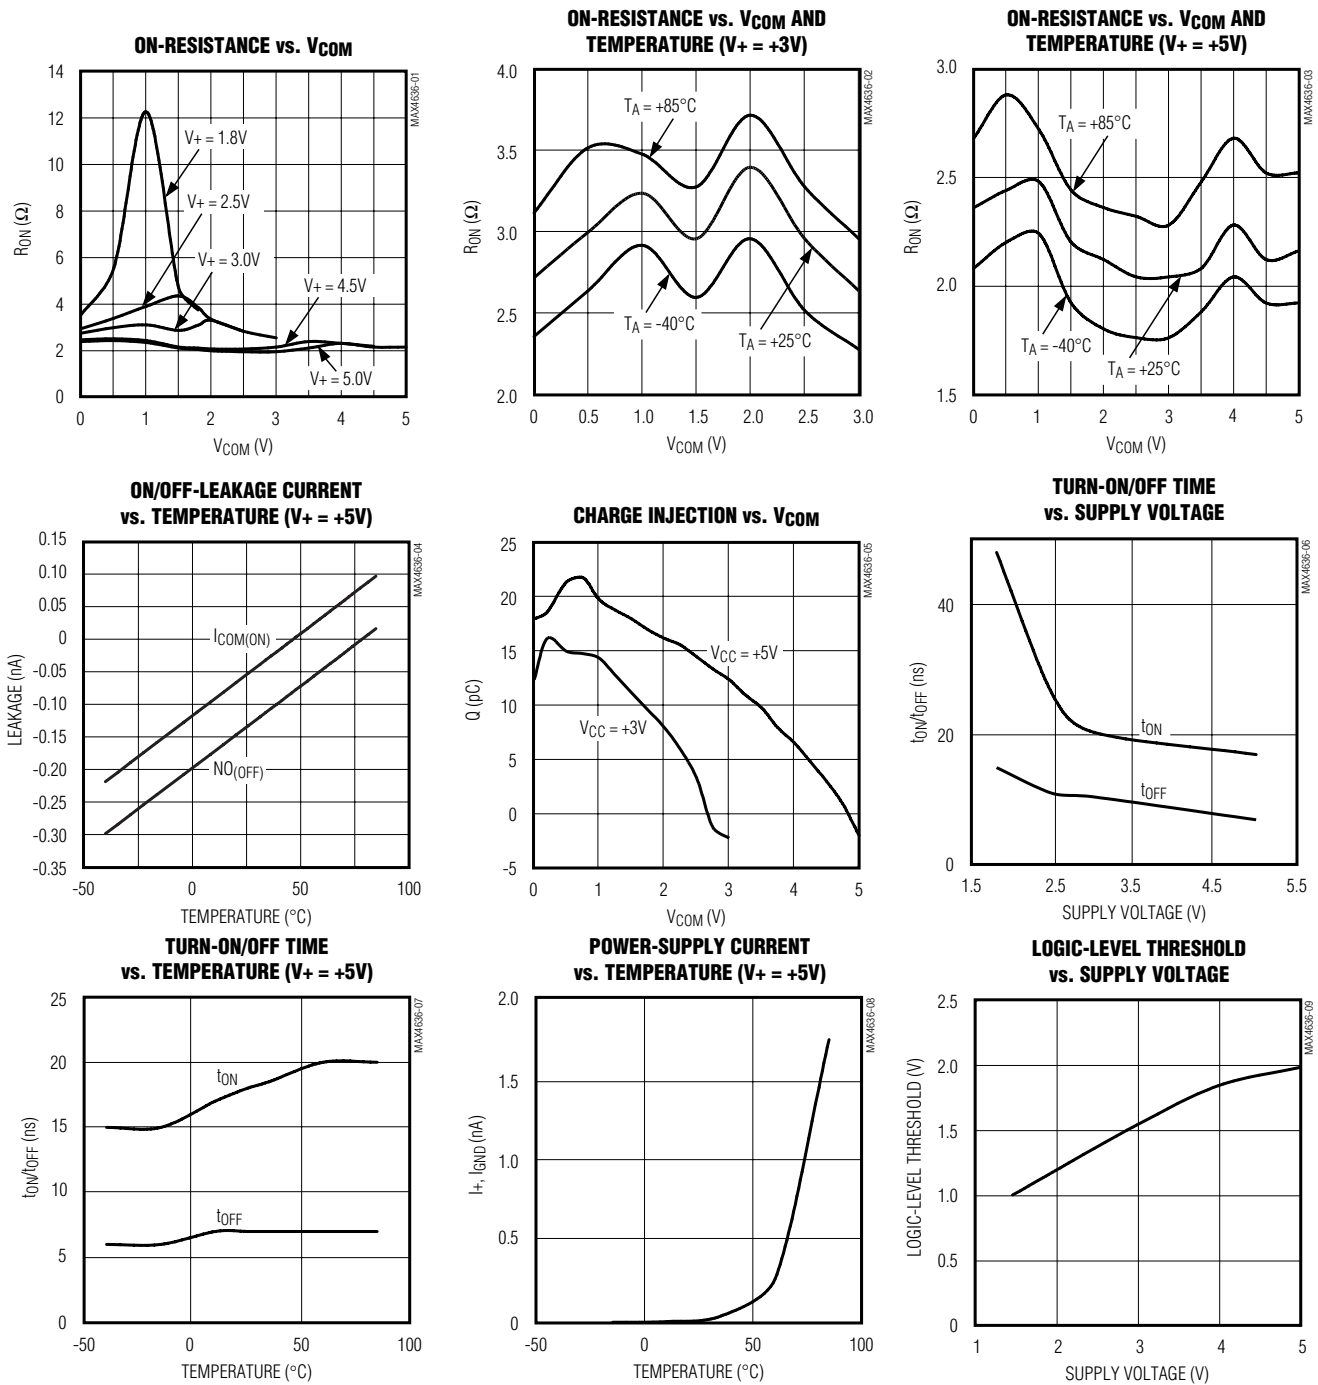 ON-RESISTANCE vs. VCOM
14
12
10
8
6
4
2
0
0 1 2 3 4 5
RON (Ω)
VCOM (V)
V+ = 1.8V
V+ = 2.5V
V+ = 3.0V
V+ = 4.5V
V+ = 5.0V
MAX4636-01
ON-RESISTANCE vs. VCOM AND
TEMPERATURE (V+ = +3V)
4.0
3.5
3.0
2.5
2.0
0 0.5 1.0 1.5 2.0 2.5 3.0
RON (Ω)
VCOM (V)
TA = +85°C
TA = -40°C
TA = +25°C
MAX4636-02
ON-RESISTANCE vs. VCOM AND
TEMPERATURE (V+ = +5V)
3.0
2.5
2.0
1.5
0 1 2 3 4 5
RON (Ω)
VCOM (V)
TA = +85°C
TA = -40°C
TA = +25°C
MAX4636-03
ON/OFF-LEAKAGE CURRENT
vs. TEMPERATURE (V+ = +5V)
0.15
0.10
0.05
0
-0.05
-0.10
-0.15
-0.20
-0.25
-0.30
-0.35
-50 0 50 100
LEAKAGE (nA)
TEMPERATURE (°C)
ICOM(ON)
NO(OFF)
MAX4636-04
CHARGE INJECTION vs. VCOM
25
20
15
10
5
0
-5
0 1 2 3 4 5
Q (pC)
VCOM (V)
VCC = +5V
VCC = +3V
MAX4636-05
TURN-ON/OFF TIME
vs. SUPPLY VOLTAGE
40
20
0
1.5 2.5 3.5 4.5 5.5
tON/tOFF (ns)
SUPPLY VOLTAGE (V)
tON
tOFF
MAX4636-06
TURN-ON/OFF TIME
vs. TEMPERATURE (V+ = +5V)
25
20
15
10
5
0
-50 0 50 100
tON/tOFF (ns)
TEMPERATURE (°C)
tON
tOFF
MAX4636-07
POWER-SUPPLY CURRENT
vs. TEMPERATURE (V+ = +5V)
2.0
1.5
1.0
0.5
0
-50 0 50 100
I+, IGND (nA)
TEMPERATURE (°C)
MAX4636-08
LOGIC-LEVEL THRESHOLD
vs. SUPPLY VOLTAGE
2.5
2.0
1.5
1.0
0.5
0
1 2 3 4 5
LOGIC-LEVEL THRESHOLD (V)
SUPPLY VOLTAGE (V)
MAX4636-09